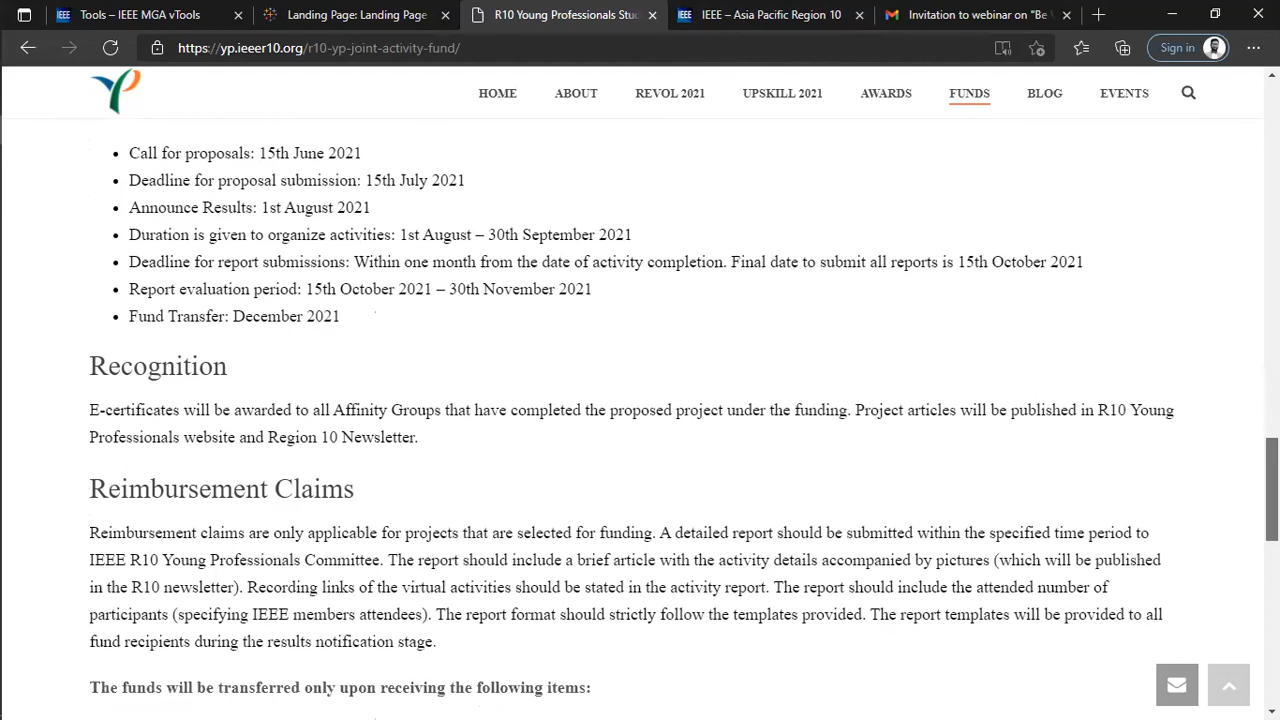 Tools – IEEE MGA vTools
Landing Page: Landing Page
R10 Young Professionals Stu
IEEE – Asia Pacific Region 10
Invitation to webinar on "Be
https://yp.ieeer10.org/r10-yp-joint-activity-fund/
Sign in
HOME
ABOUT
REVOL 2021
UPSKILL 2021
AWARDS
FUNDS
BLOG
EVENTS
• Call for proposals: 15th June 2021
• Deadline for proposal submission: 15th July 2021
• Announce Results: 1st August 2021
• Duration is given to organize activities: 1st August – 30th September 2021
• Deadline for report submissions: Within one month from the date of activity completion. Final date to submit all reports is 15th October 2021
• Report evaluation period: 15th October 2021 – 30th November 2021
• Fund Transfer: December 2021
Recognition
E-certificates will be awarded to all Affinity Groups that have completed the proposed project under the funding. Project articles will be published in R10 Young
Professionals website and Region 10 Newsletter.
Reimbursement Claims
Reimbursement claims are only applicable for projects that are selected for funding. A detailed report should be submitted within the specified time period to
IEEE R10 Young Professionals Committee. The report should include a brief article with the activity details accompanied by pictures (which will be published
in the R10 newsletter). Recording links of the virtual activities should be stated in the activity report. The report should include the attended number of
participants (specifying IEEE members attendees). The report format should strictly follow the templates provided. The report templates will be provided to all
fund recipients during the results notification stage.
The funds will be transferred only upon receiving the following items: